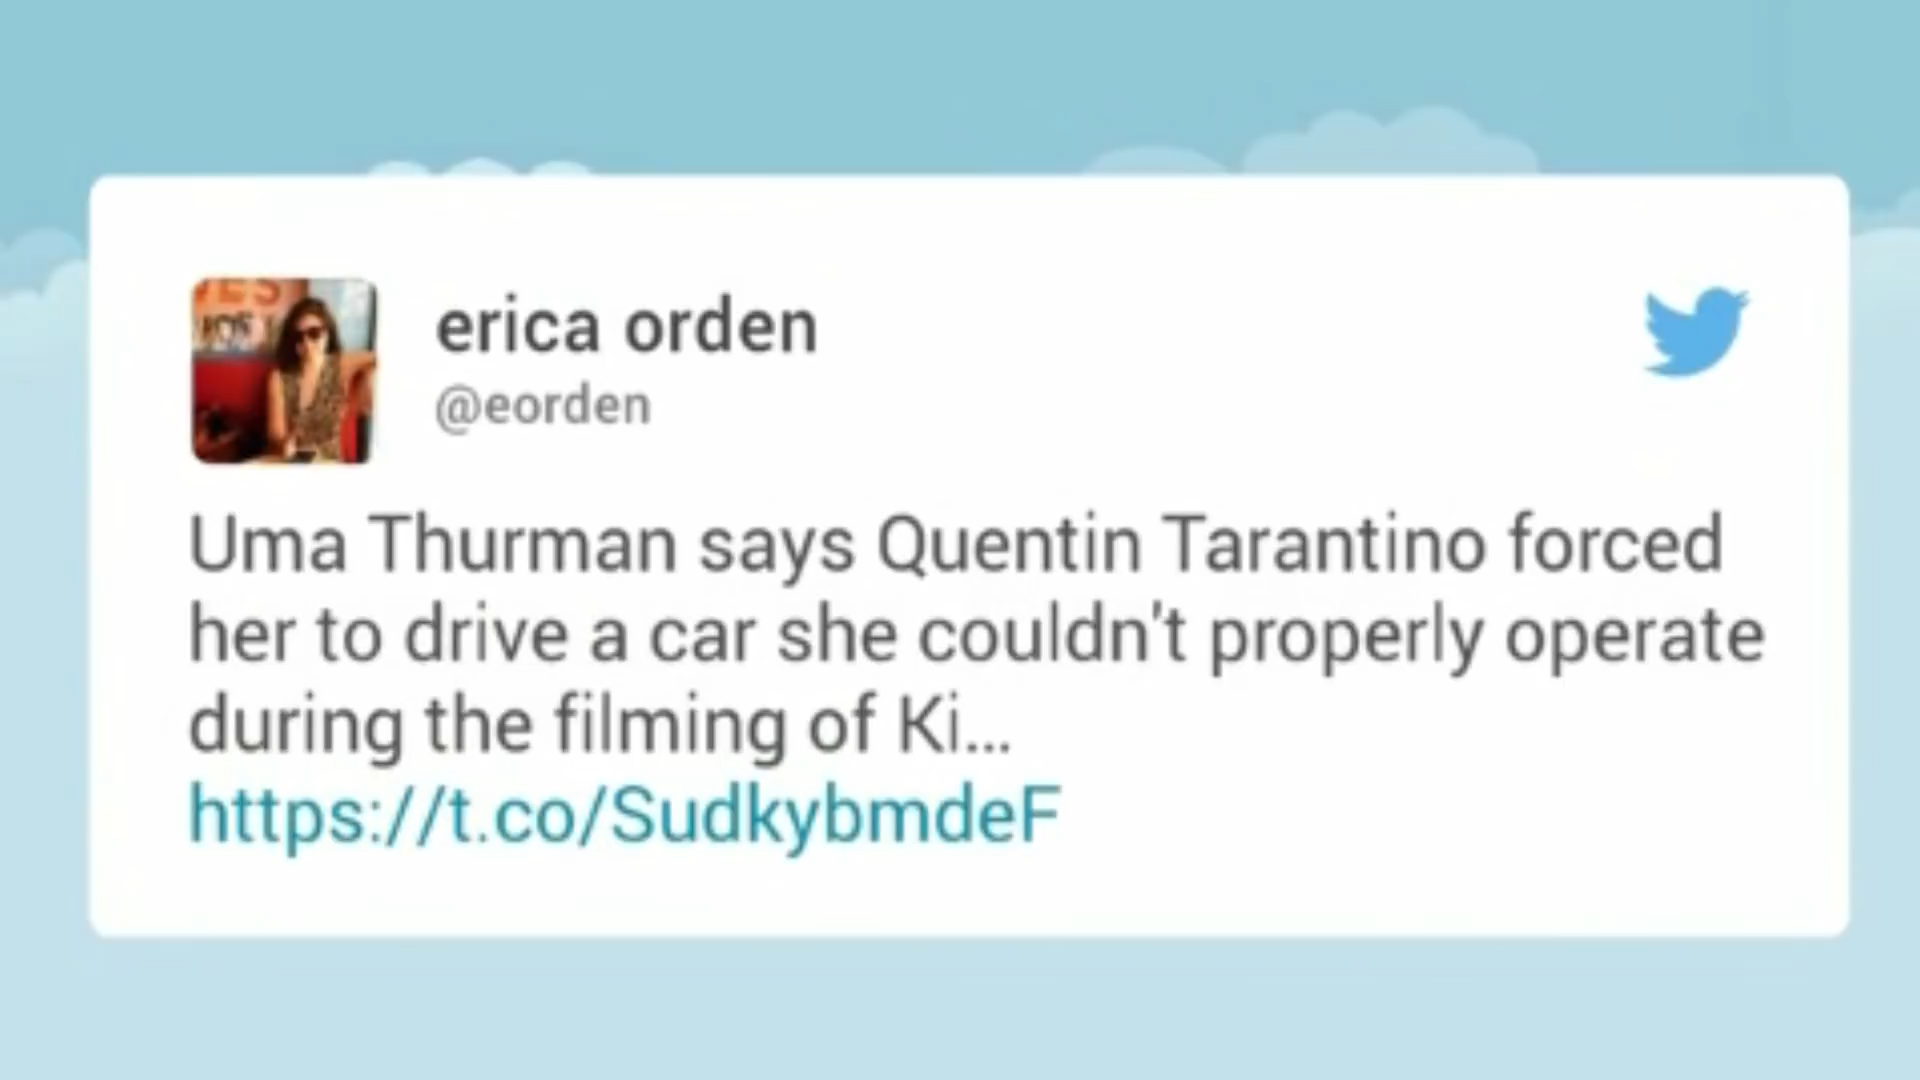 erica orden
@eorden
Uma Thurman says Quentin Tarantino forced
her to drive a car she couldn't properly operate
during the filming of Ki...
https://t.co/SudkybmdeF